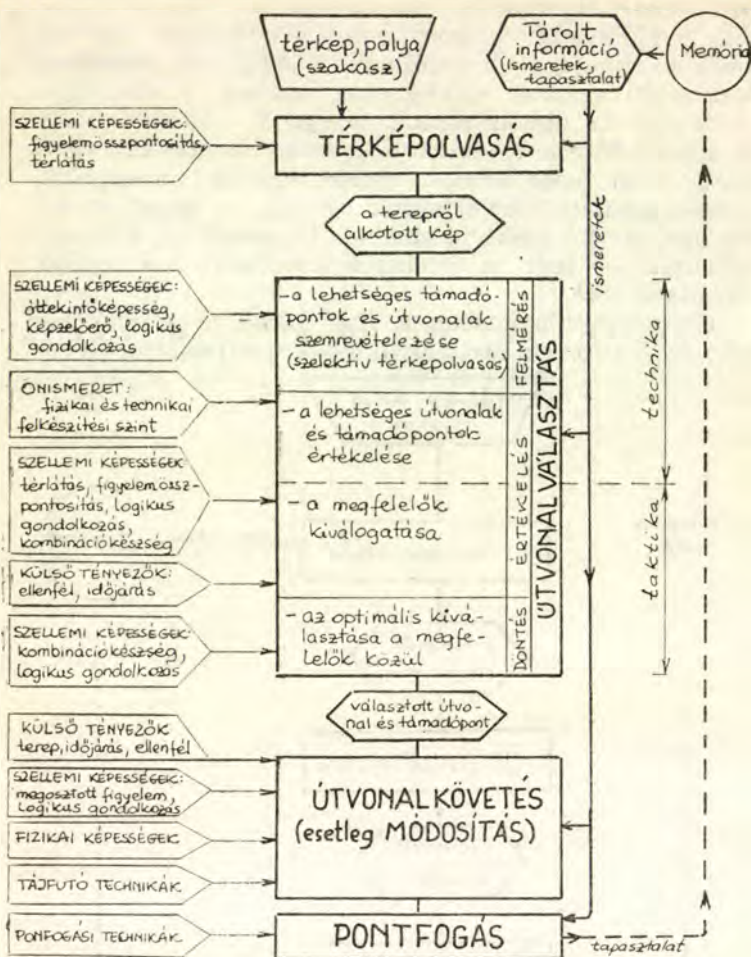 térkép, pálya
(szakasz)
Tárolt
információ
(ismeretek,
tapasztalat)
Memória
SZELLEMI KÉPESSÉGEK:
figyelemösszpontosítás,
térlátás
TÉRKÉPOLVASÁS
a terepről
alkotott kép
ismeretek
SZELLEMI KÉPESSÉGEK:
áttekintőképesség,
képzelőerő, logikus
gondolkozás
- a lehetséges támadó-
pontok és útvonalak
szemrevételezése
(szelektív térképolvasás)
FELMÉRÉS
ÖNISMERET:
fizikai és technikai
felkészítési szint
- a lehetséges útvonalak
és támadópontok
értékelése
SZELLEMI KÉPESSÉGEK:
térlátás, figyelemössz-
pontosítás, logikus
gondolkozás,
kombinációkészség
- a megfelelők
kiválogatása
ÉRTÉKELÉS
KÜLSŐ TÉNYEZŐK:
ellenfél, időjárás
SZELLEMI KÉPESSÉGEK:
kombinációkészség,
logikus gondolkozás
- az optimális kivá-
lasztása a megfe-
lelők közül
DÖNTÉS
ÚTVONALVÁLASZTÁS
technika
taktika
választott útvo-
nal és támadópont
KÜLSŐ TÉNYEZŐK
terep, időjárás, ellenfél
SZELLEMI KÉPESSÉGEK:
megosztott figyelem,
logikus gondolkozás
FIZIKAI KÉPESSÉGEK
TÁJFUTÓ TECHNIKÁK
ÚTVONALKÖVETÉS
(esetleg MÓDOSÍTÁS)
PONFOGÁSI TECHNIKÁK
PONTFOGÁS
tapasztalat